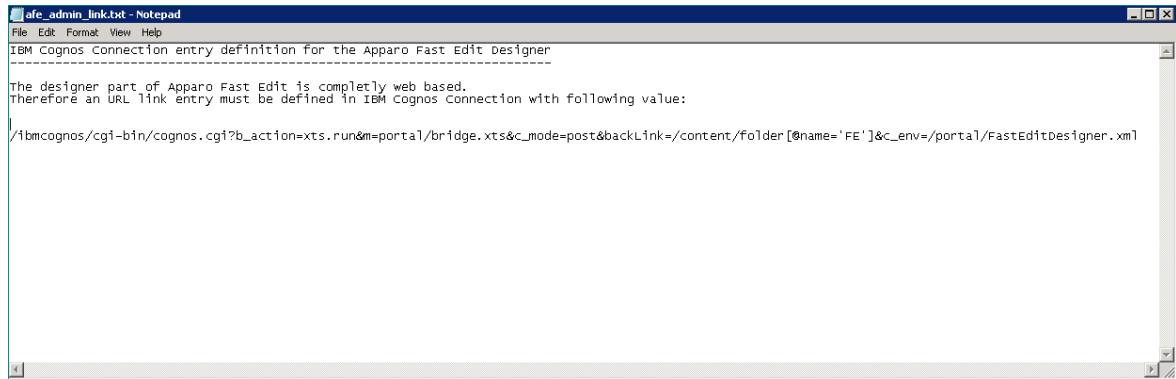 afe_admin_link.txt - Notepad
File Edit Format View Help
IBM Cognos Connection entry definition for the Apparo Fast Edit Designer
------------------------------------------------------------------------
The designer part of Apparo Fast Edit is completly web based.
Therefore an URL link entry must be defined in IBM Cognos Connection with following value:
/ibmcognos/cgi-bin/cognos.cgi?b_action=xts.run&m=portal/bridge.xts&c_mode=post&backLink=/content/folder[@name='FE']&c_env=/portal/FastEditDesigner.xml